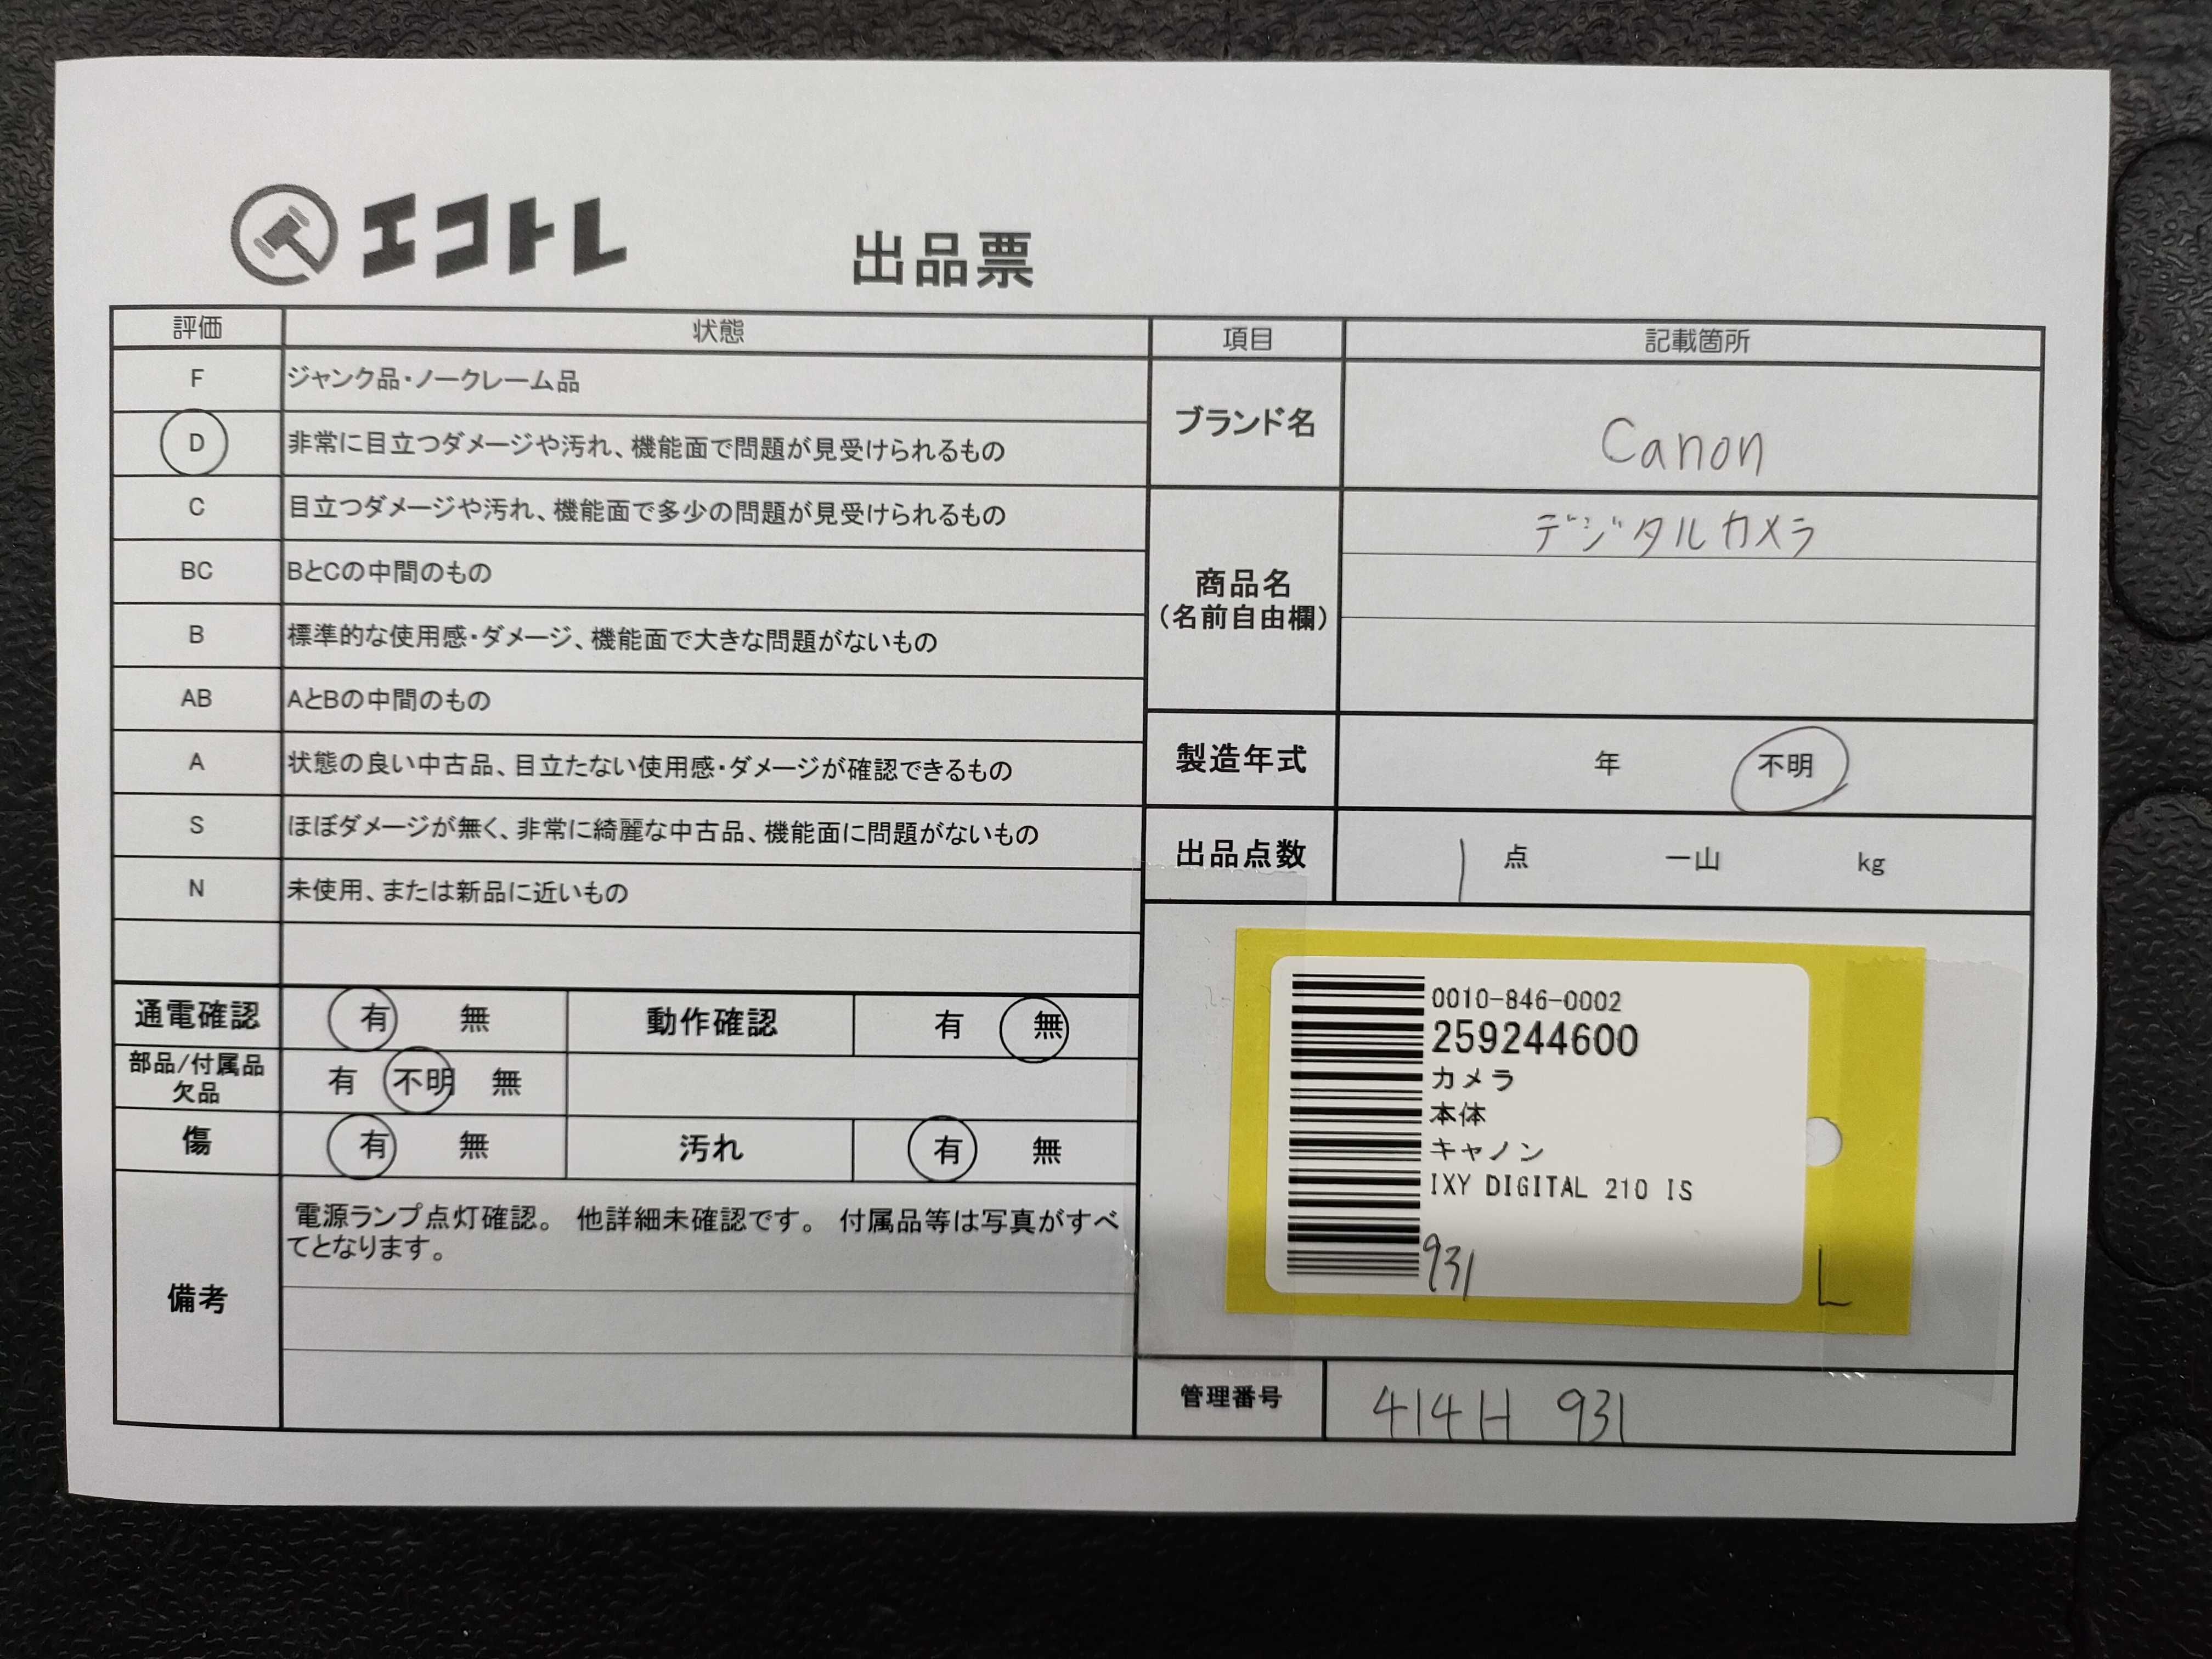 エコトレ
出品票
評価 状態
F ジャンク品・ノークレーム品
D 非常に目立つダメージや汚れ、機能面で問題が見受けられるもの
C 目立つダメージや汚れ、機能面で多少の問題が見受けられるもの
BC BとCの中間のもの
B 標準的な使用感・ダメージ、機能面で大きな問題がないもの
AB AとBの中間のもの
A 状態の良い中古品、目立たない使用感・ダメージが確認できるもの
S ほぼダメージが無く、非常に綺麗な中古品、機能面に問題がないもの
N 未使用、または新品に近いもの
通電確認 有 無 動作確認 有 無
部品/付属品
欠品
有 不明 無
傷 有 無 汚れ 有 無
備考
電源ランプ点灯確認。 他詳細未確認です。 付属品等は写真がすべ
てとなります。
項目 記載箇所
ブランド名 Canon
商品名
(名前自由欄)
デジタルカメラ
製造年式 年 不明
出品点数 1 点 一山 kg
0010-846-0002
259244600
カメラ
本体
キャノン
IXY DIGITAL 210 IS
931
L
管理番号 414H 931